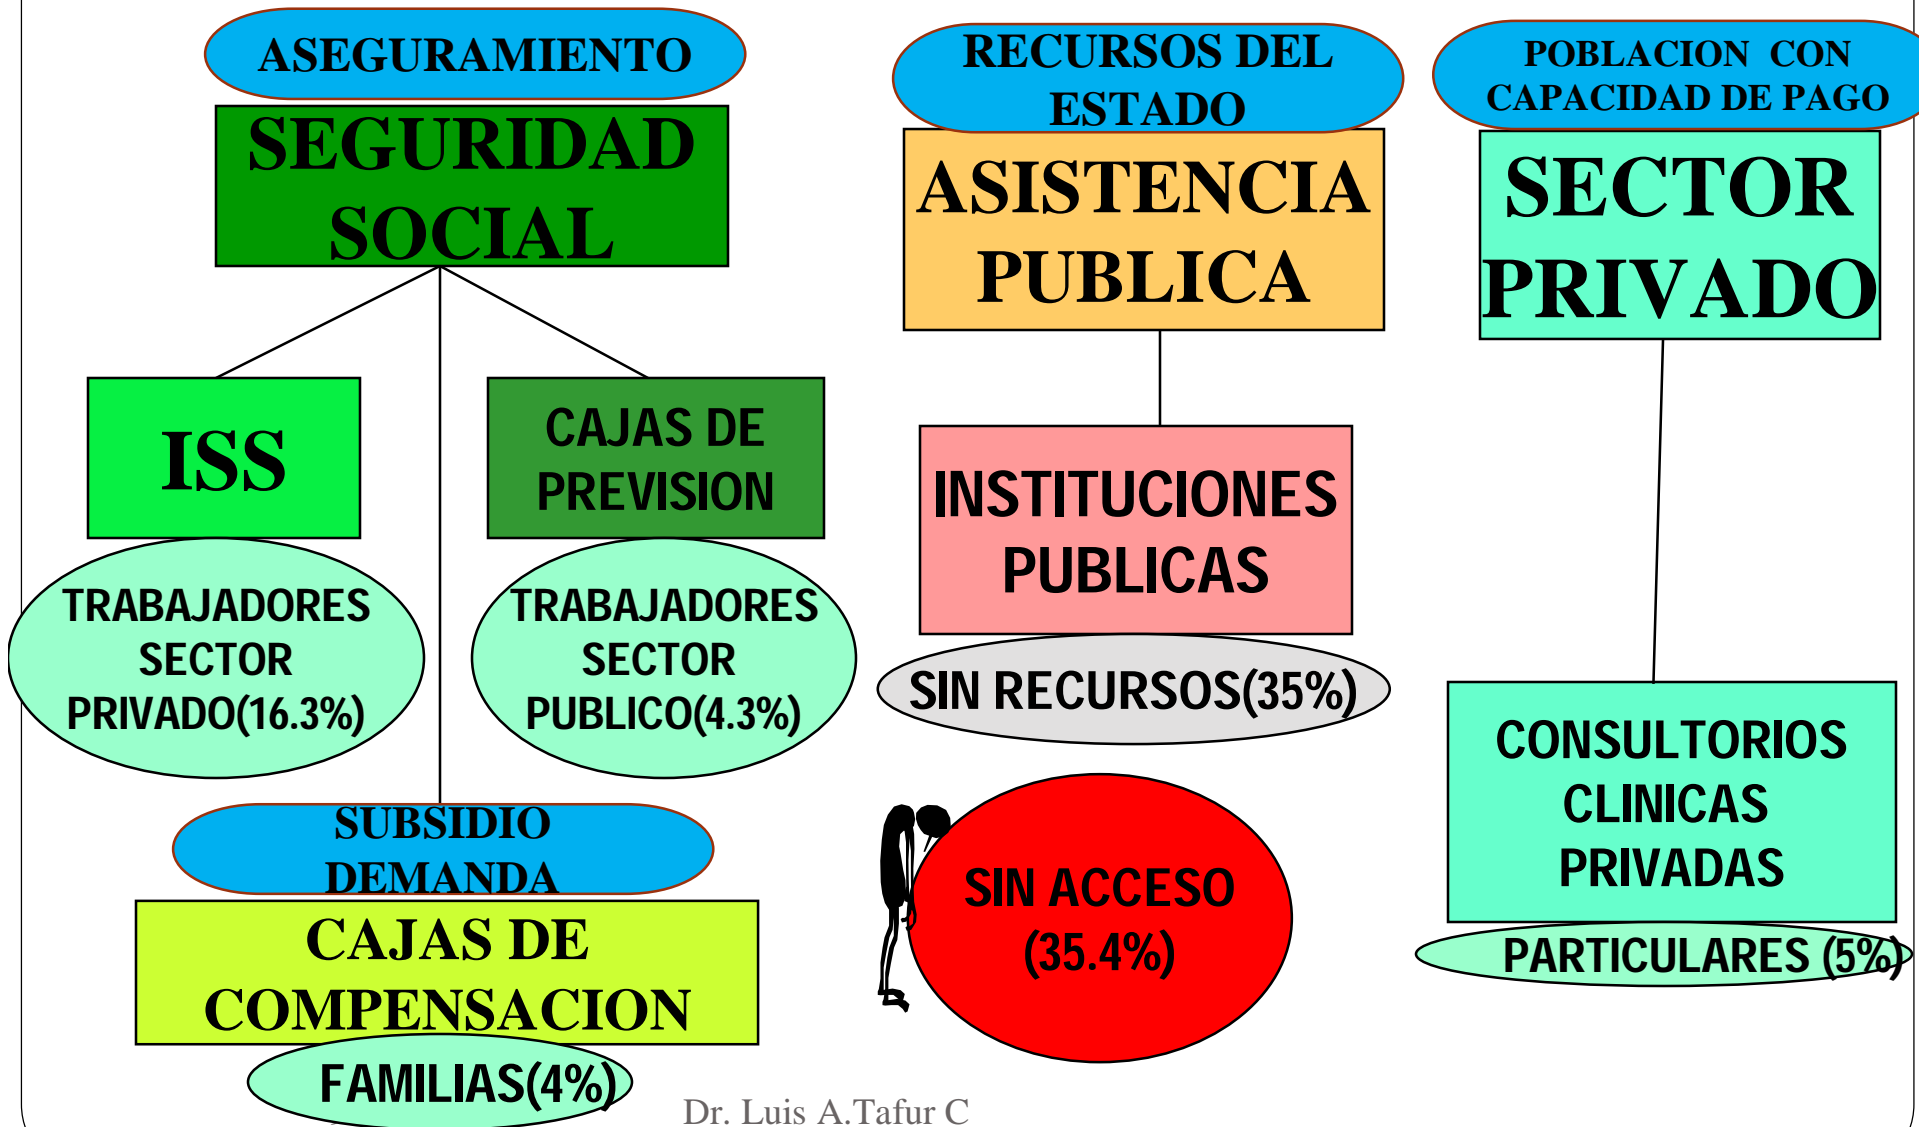 ASEGURAMIENTO
SEGURIDAD
SOCIAL
ISS
TRABAJADORES
SECTOR
PRIVADO(16.3%)
CAJAS DE
PREVISION
TRABAJADORES
SECTOR
PUBLICO(4.3%)
SUBSIDIO
DEMANDA
CAJAS DE
COMPENSACION
FAMILIAS(4%)
RECURSOS DEL
ESTADO
ASISTENCIA
PUBLICA
INSTITUCIONES
PUBLICAS
SIN RECURSOS(35%)
SIN ACCESO
(35.4%)
POBLACION CON
CAPACIDAD DE PAGO
SECTOR
PRIVADO
CONSULTORIOS
CLINICAS
PRIVADAS
PARTICULARES (5%)
Dr. Luis A.Tafur C